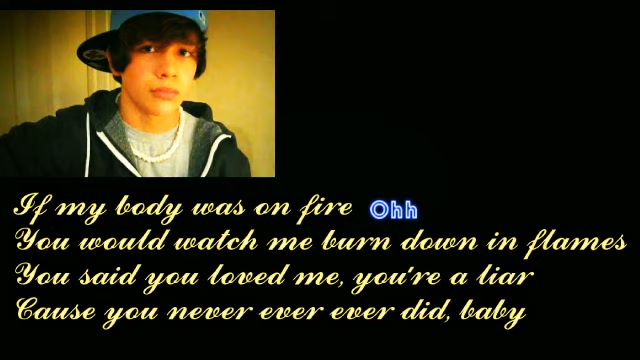 If my body was on fire Ohh
You would watch me burn down in flames
You said you loved me, you're a liar
Cause you never ever ever did, baby